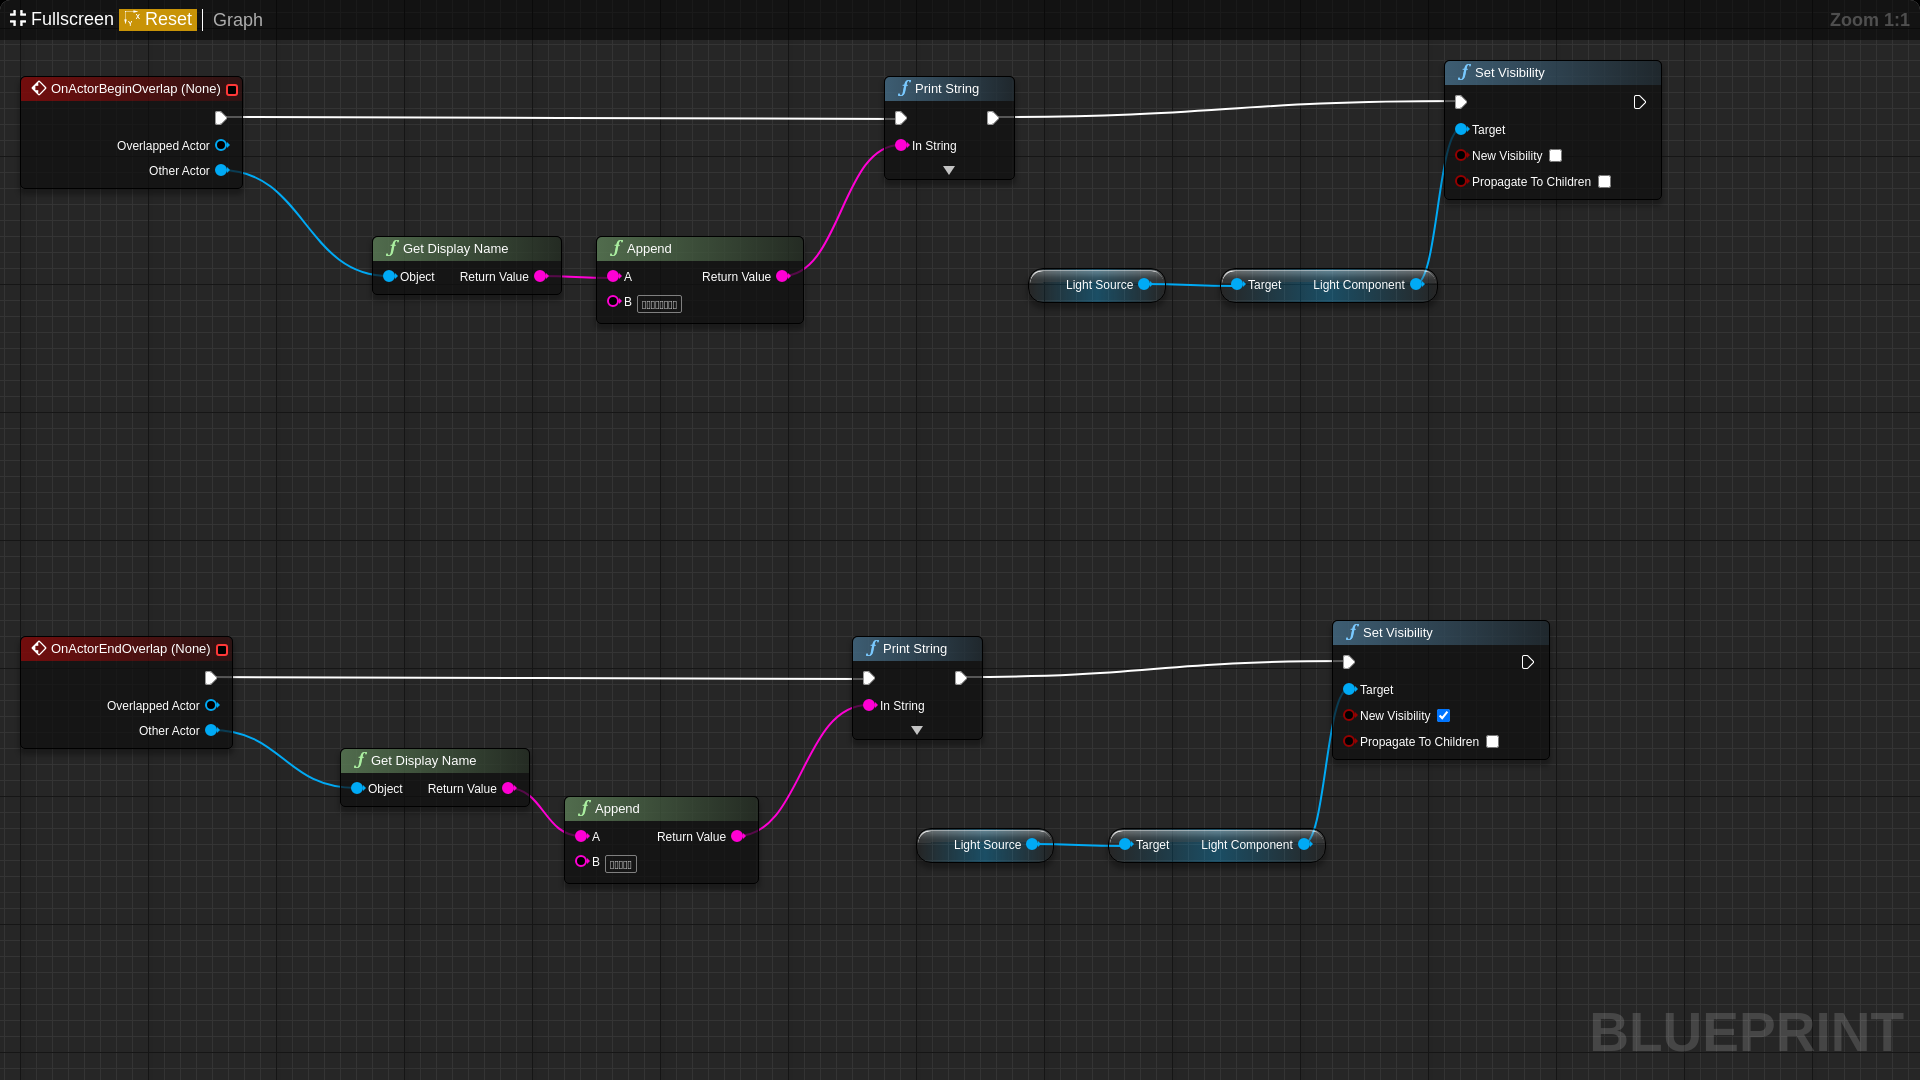 Fullscreen Reset Graph Zoom 1:1
OnActorBeginOverlap (None)
Overlapped Actor
Other Actor
Get Display Name
Object Return Value
Append
A Return Value
B
Print String
In String
Light Source
Target Light Component
Set Visibility
Target
New Visibility
Propagate To Children
OnActorEndOverlap (None)
Overlapped Actor
Other Actor
Get Display Name
Object Return Value
Append
A Return Value
B
Print String
In String
Light Source
Target Light Component
Set Visibility
Target
New Visibility
Propagate To Children
BLUEPRINT